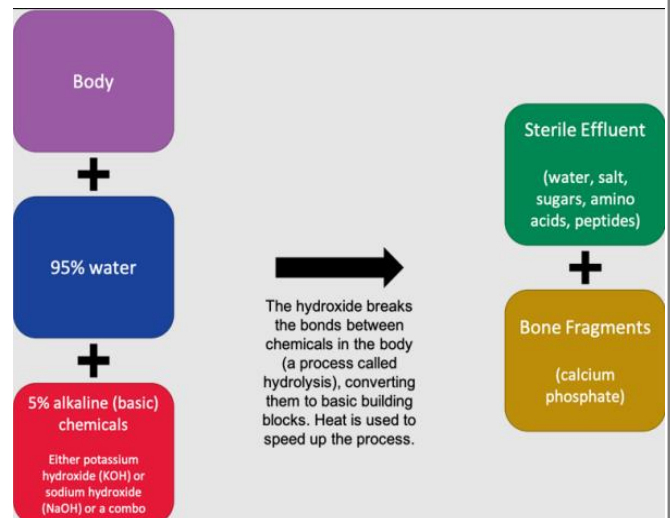 Body
+
95% water
+
5% alkaline (basic)
chemicals
Either potassium
hydroxide (KOH) or
sodium hydroxide
(NaOH) or a combo
The hydroxide breaks
the bonds between
chemicals in the body
(a process called
hydrolysis), converting
them to basic building
blocks. Heat is used to
speed up the process.
Sterile Effluent
(water, salt,
sugars, amino
acids, peptides)
+
Bone Fragments
(calcium
phosphate)